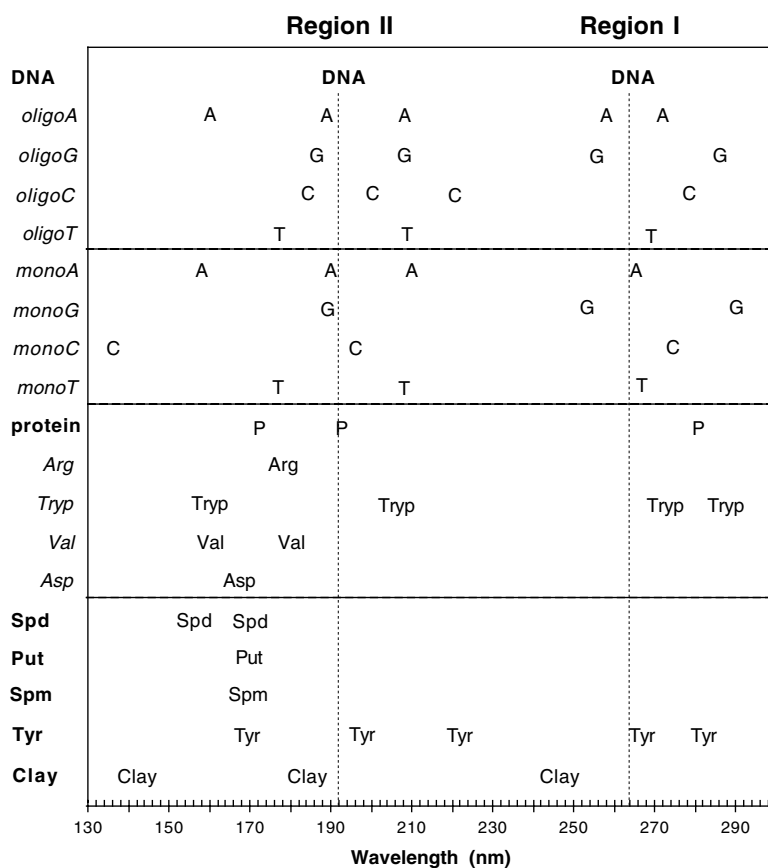 Region II Region I
DNA DNA DNA
oligoA A A A A A
oligoG G G G G
oligoC C C C C
oligoT T T T
monoA A A A A
monoG G G G
monoC C C C
monoT T T T
protein P P P
Arg Arg
Tryp Tryp Tryp Tryp Tryp
Val Val Val
Asp Asp
Spd Spd Spd
Put Put
Spm Spm
Tyr Tyr Tyr Tyr Tyr Tyr
Clay Clay Clay Clay
130 150 170 190 210 230 250 270 290
Wavelength (nm)